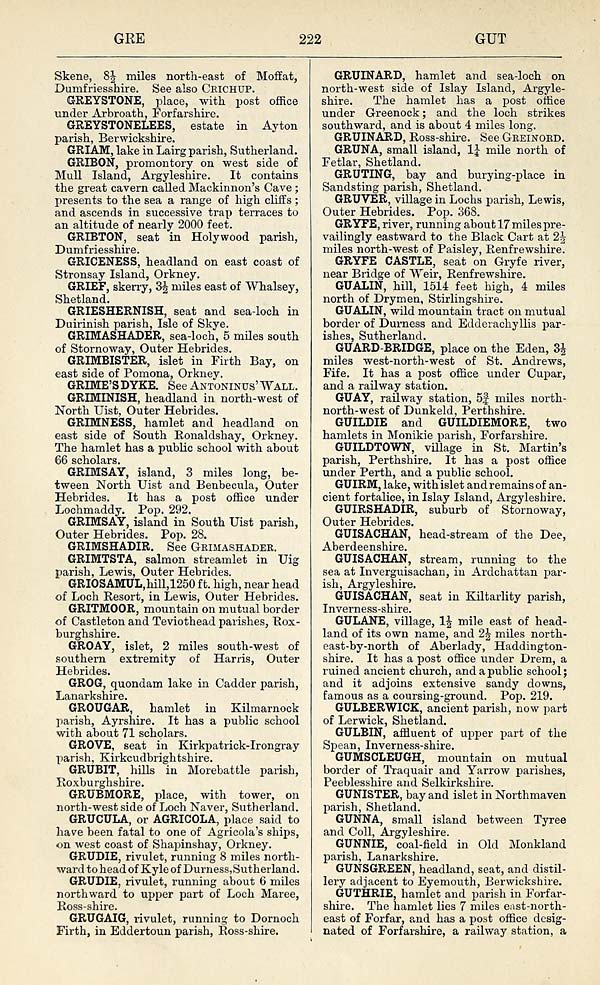 GRE 222 GUT
Skene, 8½ miles north-east of Moffat,
Dumfriesshire. See also CRICHUP.
GREYSTONE, place, with post office
under Arbroath, Forfarshire.
GREYSTONELEES, estate in Ayton
parish, Berwickshire.
GRIAM, lake in Lairg parish, Sutherland.
GRIBON, promontory on west side of
Mull Island, Argyleshire. It contains
the great cavern called Mackinnon's Cave;
presents to the sea a range of high cliffs;
and ascends in successive trap terraces to
an altitude of nearly 2000 feet.
GRIBTON, seat in Holywood parish,
Dumfriesshire.
GRICENESS, headland on east coast of
Stronsay Island, Orkney.
GRIEF, skerry, 3½ miles east of Whalsey,
Shetland.
GRIESHERNISH, seat and sea-loch in
Duirinish parish, Isle of Skye.
GRIMASHADER, sea-loch, 5 miles south
of Stornoway, Outer Hebrides.
GRIMBISTER, islet in Firth Bay, on
east side of Pomona, Orkney.
GRIME'S DYKE. See ANTONINUS' WALL.
GRIMINISH, headland in north-west of
North Uist, Outer Hebrides.
GRIMNESS, hamlet and headland on
east side of South Ronaldshay, Orkney.
The hamlet has a public school with about
66 scholars.
GRIMSAY, island, 3 miles long, be-
tween North Uist and Benbecula, Outer
Hebrides. It has a post office under
Lochmaddy. Pop. 292.
GRIMSAY, island in South Uist parish,
Outer Hebrides. Pop. 28.
GRIMSHADIR. See GRIMASHADER.
GRIMTSTA, salmon streamlet in Uig
parish, Lewis, Outer Hebrides.
GRIOSAMUL, hill, 1250 ft. high, near head
of Loch Resort, in Lewis, Outer Hebrides.
GRITMOOR, mountain on mutual border
of Castleton and Teviothead parishes, Rox-
burghshire.
GROAY, islet, 2 miles south-west of
southern extremity of Harris, Outer
Hebrides.
GROG, quondam lake in Cadder parish,
Lanarkshire.
GROUGAR, hamlet in Kilmarnock
parish, Ayrshire. It has a public school
with about 71 scholars.
GROVE, seat in Kirkpatrick-Irongray
parish, Kirkcudbrightshire.
GRUBIT, hills in Morebattle parish,
Roxburghshire.
GRUBMORE, place, with tower, on
north-west side of Loch Naver, Sutherland.
GRUCULA, or AGRICOLA, place said to
have been fatal to one of Agricola's ships,
on west coast of Shapinshay, Orkney.
GRUDIE, rivulet, running 8 miles north-
ward to head of Kyle of Durness, Sutherland.
GRUDIE, rivulet, running about 6 miles
northward to upper part of Loch Maree,
Ross-shire.
GRUGAIG, rivulet, running to Dornoch
Firth, in Eddertoun parish, Ross-shire.
GRUINARD, hamlet and sea-loch on
north-west side of Islay Island, Argyle-
shire. The hamlet has a post office
under Greenock; and the loch strikes
southward, and is about 4 miles long.
GRUINARD, Ross-shire. See GREINORD.
GRUNA, small island, 1¼ mile north of
Fetlar, Shetland.
GRUTING, bay and burying-place in
Sandsting parish, Shetland.
GRUVER, village in Lochs parish, Lewis,
Outer Hebrides. Pop. 368.
GRYFE, river, running about 17 miles pre-
vailingly eastward to the Black Cart at 2½
miles north-west of Paisley, Renfrewshire.
GRYFE CASTLE, seat on Gryfe river,
near Bridge of Weir, Renfrewshire.
GUALIN, hill, 1514 feet high, 4 miles
north of Drymen, Stirlingshire.
GUALIN, wild mountain tract on mutual
border of Durness and Edderachyllis par-
ishes, Sutherland.
GUARD-BRIDGE, place on the Eden, 3½
miles west-north-west of St. Andrews,
Fife. It has a post office under Cupar,
and a railway station.
GUAY, railway station, 5¾ miles north-
north-west of Dunkeld, Perthshire.
GUILDIE and GUILDIEMORE, two
hamlets in Monikie parish, Forfarshire.
GUILDTOWN, village in St. Martin's
parish, Perthshire. It has a post office
under Perth, and a public school.
GUIRM, lake, with islet and remains of an-
cient fortalice, in Islay Island, Argyleshire.
GUIRSHADIR, suburb of Stornoway,
Outer Hebrides.
GUISACHAN, head-stream of the Dee,
Aberdeenshire.
GUISACHAN, stream, running to the
sea at Inverguisachan, in Ardchattan par-
ish, Argyleshire.
GUISACHAN, seat in Kiltarlity parish,
Inverness-shire.
GULANE, village, 1½ mile east of head-
land of its own name, and 2½ miles north-
east-by-north of Aberlady, Haddington-
shire. It has a post office under Drem, a
ruined ancient church, and a public school;
and it adjoins extensive sandy downs,
famous as a coursing-ground. Pop. 219.
GULBERWICK, ancient parish, now part
of Lerwick, Shetland.
GULBIN, affluent of upper part of the
Spean, Inverness-shire.
GUMSCLEUGH, mountain on mutual
border of Traquair and Yarrow parishes,
Peeblesshire and Selkirkshire.
GUNISTER, bay and islet in Northmaven
parish, Shetland.
GUNNA, small island between Tyree
and Coll, Argyleshire.
GUNNIE, coal-field in Old Monkland
parish, Lanarkshire.
GUNSGREEN, headland, seat, and distil-
lery adjacent to Eyemouth, Berwickshire.
GUTHRIE, hamlet and parish in Forfar-
shire. The hamlet lies 7 miles east-north-
east of Forfar, and has a post office desig-
nated of Forfarshire, a railway station, a